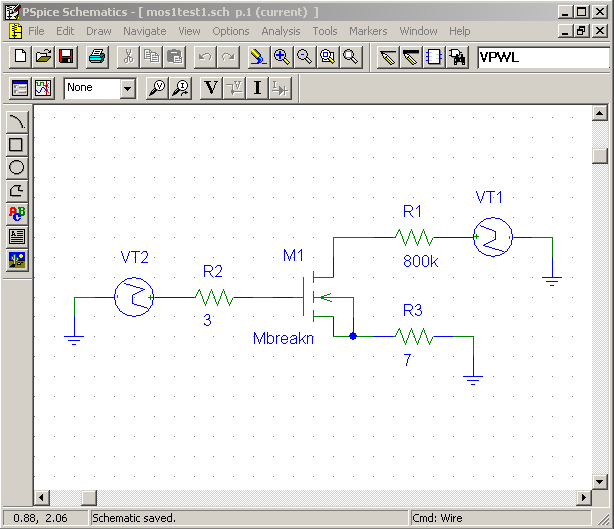 PSpice Schematics - [ mos1test1.sch p.1 (current) ]
File Edit Draw Navigate View Options Analysis Tools Markers Window Help
VPWL
None V I V I
VT1
R1
VT2
M1
R2
800k
R3
3
Mbreakn
7
0.88, 2.06 Schematic saved. Cmd: Wire